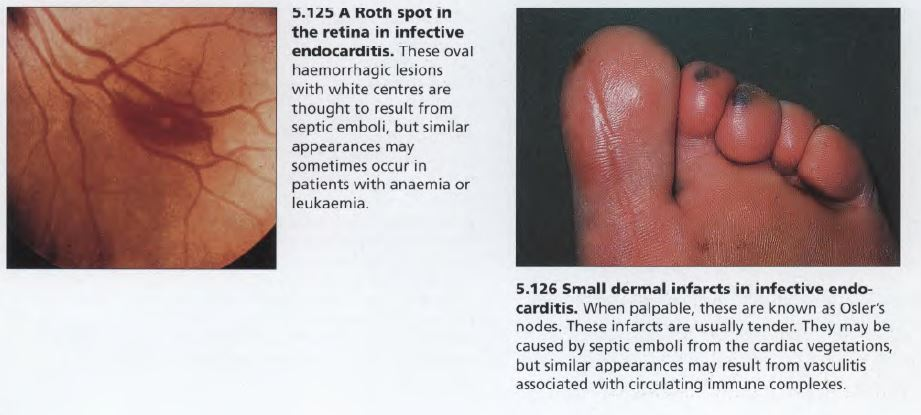 5.125 A Roth spot in
the retina in infective
endocarditis. These oval
haemorrhagic lesions
with white centres are
thought to result from
septic emboli, but similar
appearances may
sometimes occur in
patients with anaemia or
leukaemia.
5.126 Small dermal infarcts in infective endo-
carditis. When palpable, these are known as Osler's
nodes. These infarcts are usually tender. They may be
caused by septic emboli from the cardiac vegetations,
but similar appearances may result from vasculitis
associated with circulating immune complexes.